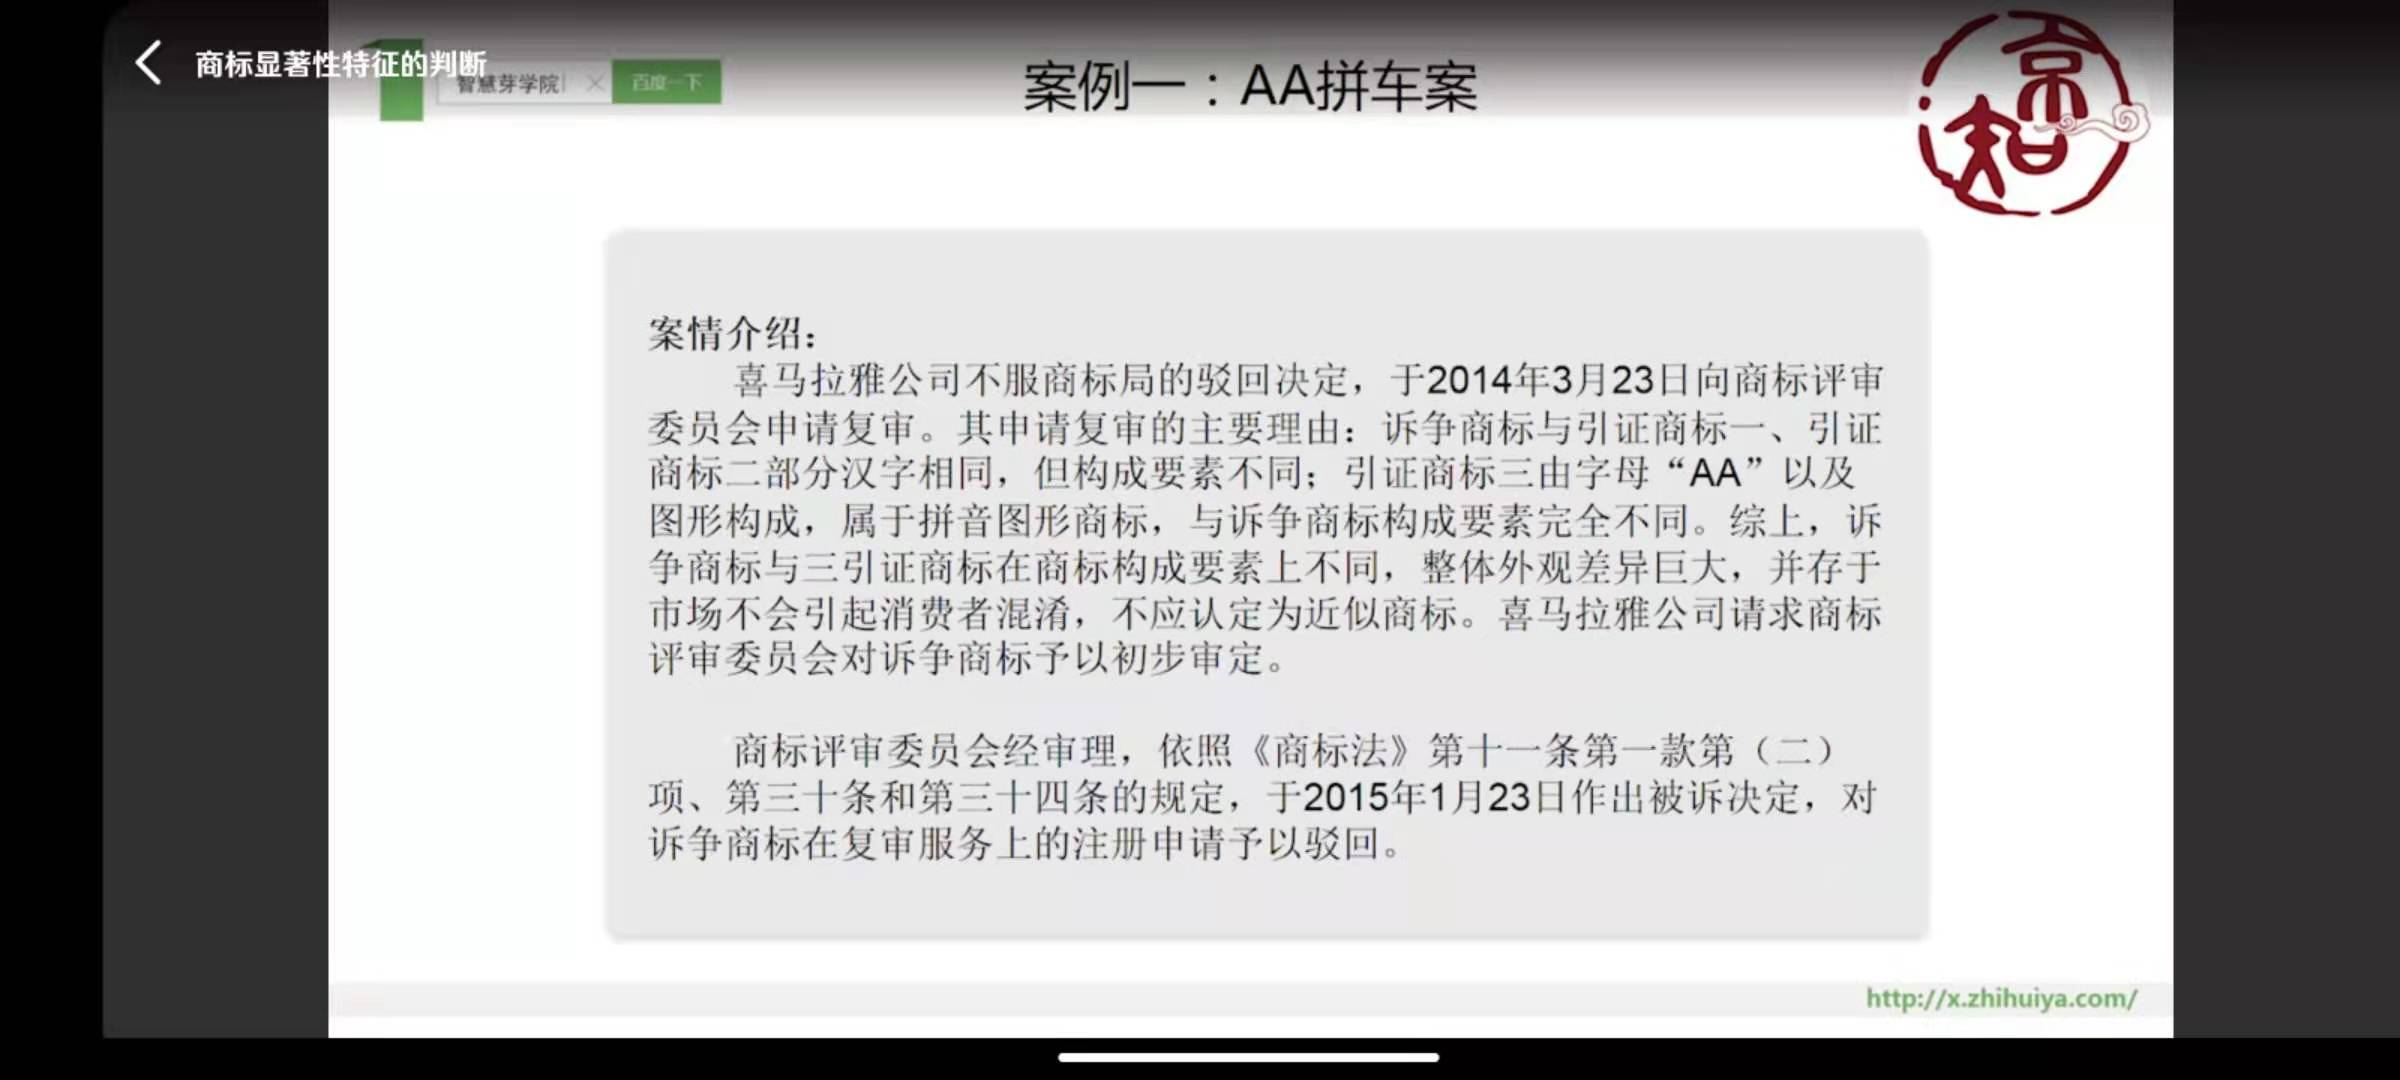 商标显著性特征的判断
智慧芽学院
百度一下
案例一：AA拼车案
京知
案情介绍：
喜马拉雅公司不服商标局的驳回决定，于2014年3月23日向商标评审
委员会申请复审。其申请复审的主要理由：诉争商标与引证商标一、引证
商标二部分汉字相同，但构成要素不同；引证商标三由字母“AA”以及
图形构成，属于拼音图形商标，与诉争商标构成要素完全不同。综上，诉
争商标与三引证商标在商标构成要素上不同，整体外观差异巨大，并存于
市场不会引起消费者混淆，不应认定为近似商标。喜马拉雅公司请求商标
评审委员会对诉争商标予以初步审定。
商标评审委员会经审理，依照《商标法》第十一条第一款第（二）
项、第三十条和第三十四条的规定，于2015年1月23日作出被诉决定，对
诉争商标在复审服务上的注册申请予以驳回。
http://x.zhihuiya.com/